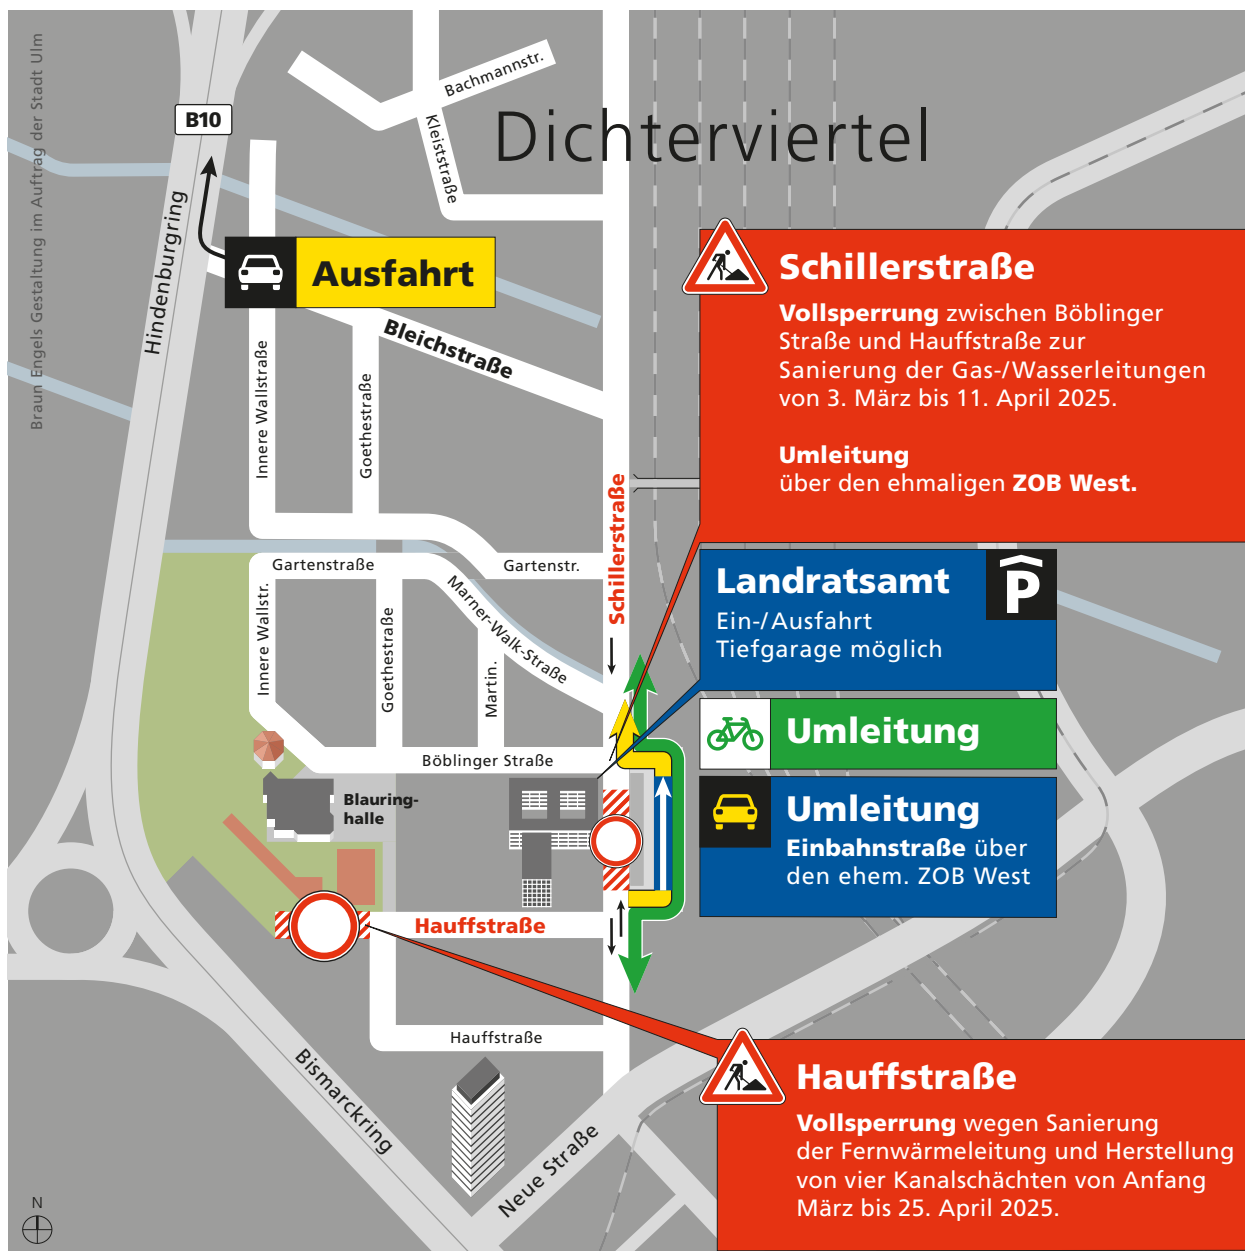 Braun Engels Gestaltung im Auftrag der Stadt Ulm
B10
Hindenburgring
Bachmannstr.
Kleiststraße
Dichterviertel
Ausfahrt
Bleichstraße
Innere Wallstraße
Goethestraße
Schillerstraße
Vollsperrung zwischen Böblinger
Straße und Hauffstraße zur
Sanierung der Gas-/Wasserleitungen
von 3. März bis 11. April 2025.
Umleitung
über den ehmaligen ZOB West.
Schillerstraße
Gartenstraße
Gartenstr.
Marner-Walk-Straße
Innere Wallstr.
Goethestraße
Martin.
Landratsamt
P
Ein-/Ausfahrt
Tiefgarage möglich
Umleitung
Böblinger Straße
Blauring-
halle
Umleitung
Einbahnstraße über
den ehem. ZOB West
Hauffstraße
Hauffstraße
Bismarckring
Neue Straße
Hauffstraße
Vollsperrung wegen Sanierung
der Fernwärmeleitung und Herstellung
von vier Kanalschächten von Anfang
März bis 25. April 2025.
N